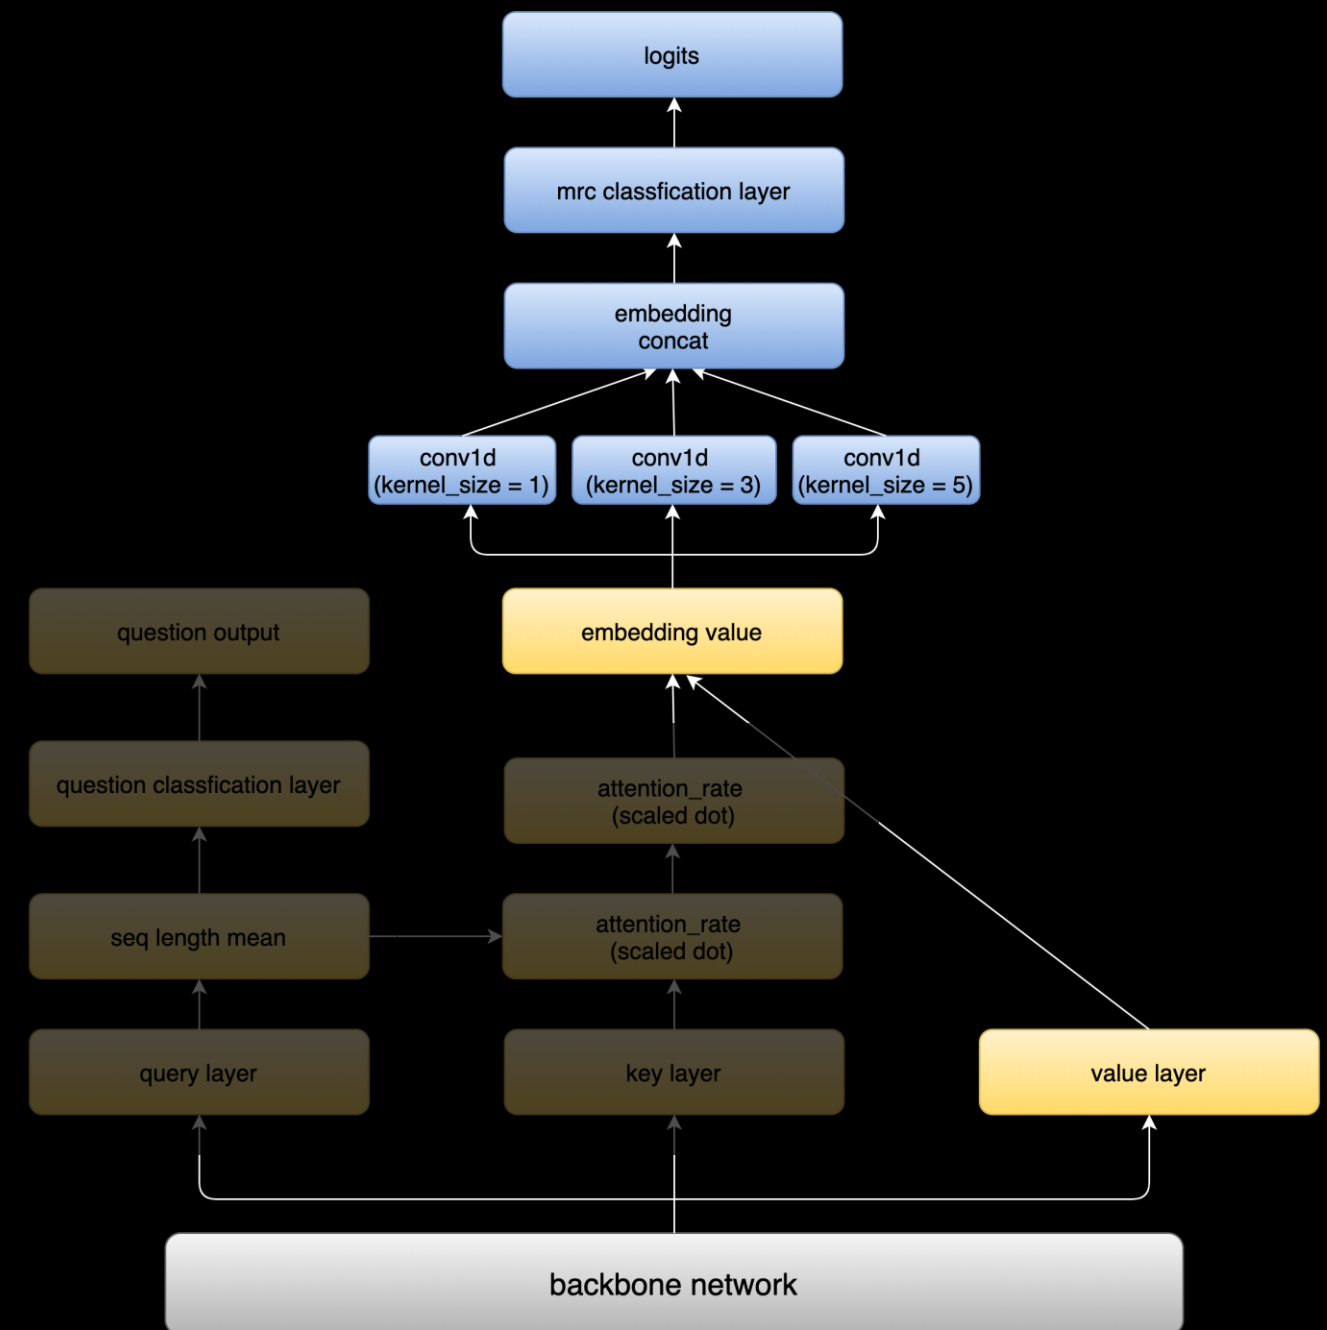 logits
mrc classfication layer
embedding
concat
conv1d
(kernel_size = 1)
conv1d
(kernel_size = 3)
conv1d
(kernel_size = 5)
question output
embedding value
question classfication layer
attention_rate
(scaled dot)
seq length mean
attention_rate
(scaled dot)
query layer
key layer
value layer
backbone network